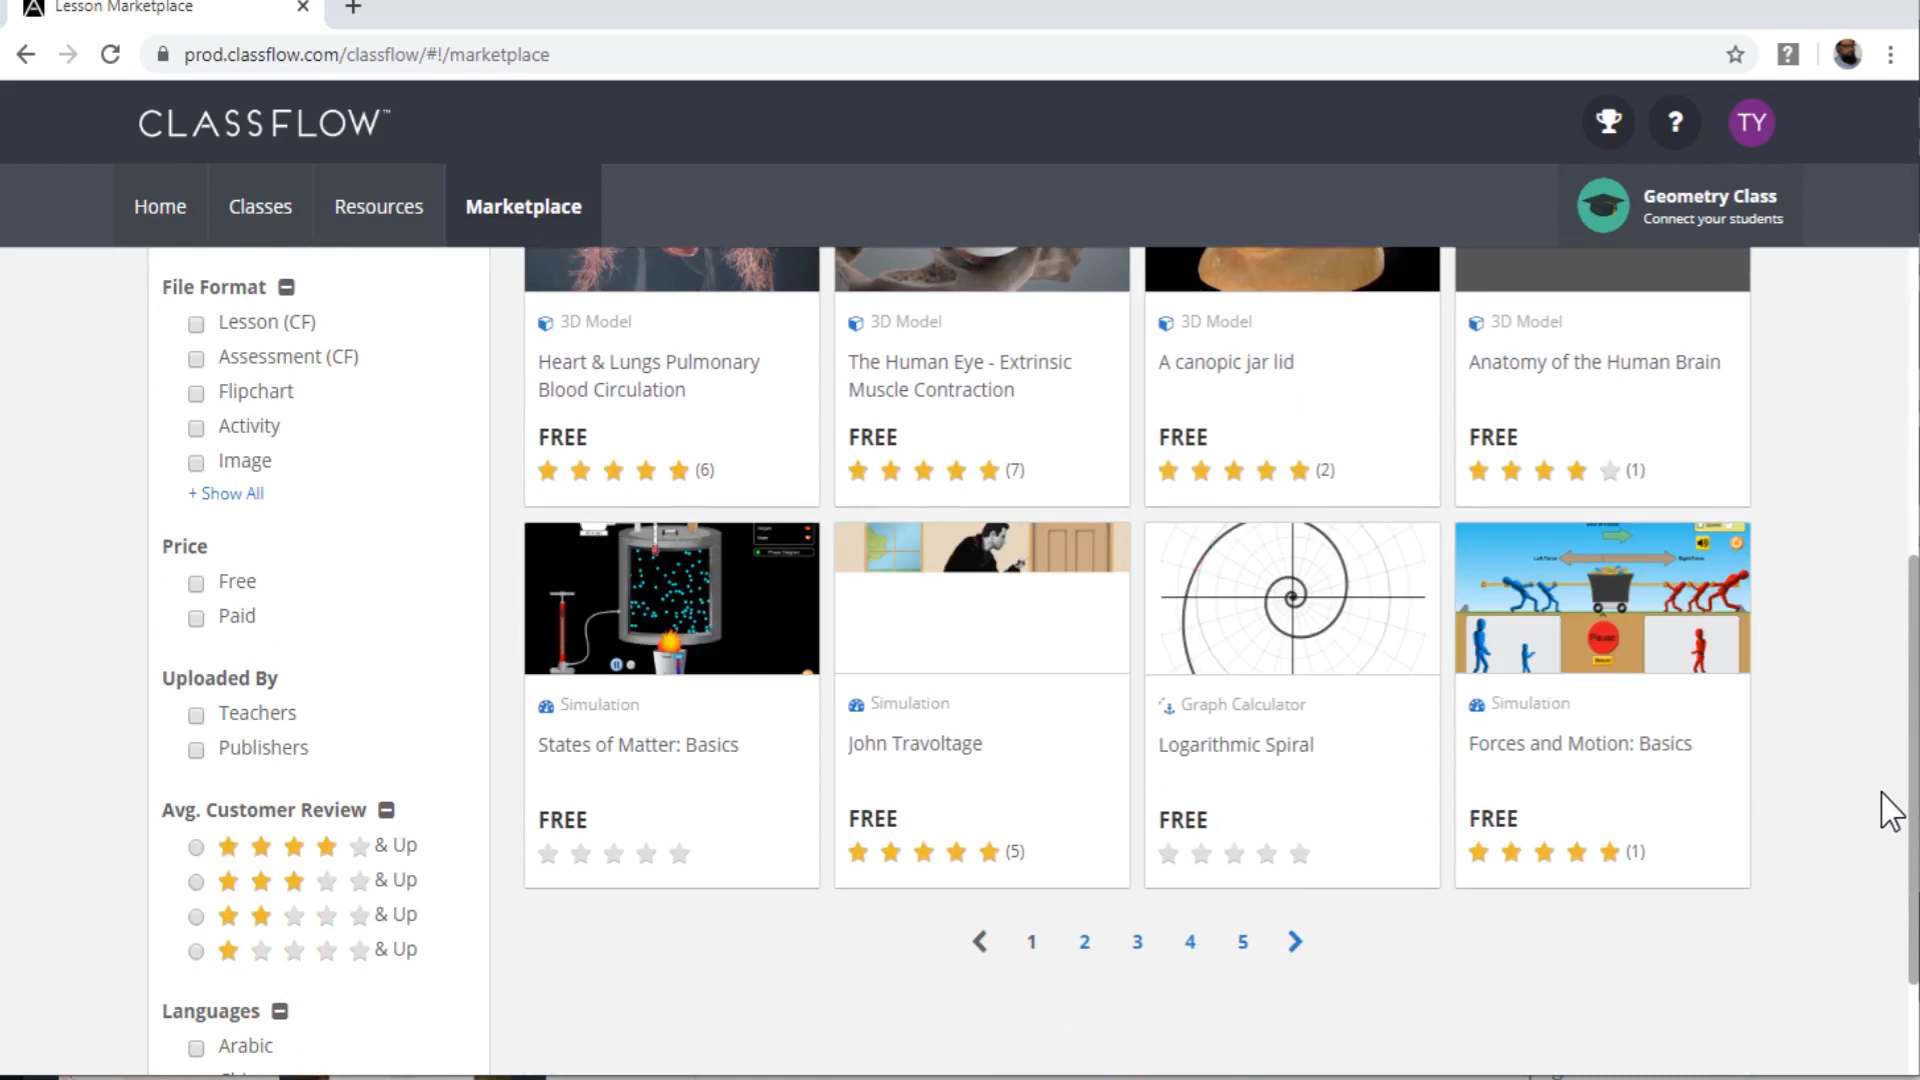 Lesson Marketplace
prod.classflow.com/classflow/#!/marketplace
CLASSFLOW™
? TY
Home Classes Resources Marketplace
Geometry Class
Connect your students
File Format
Lesson (CF)
Assessment (CF)
Flipchart
Activity
Image
+ Show All
Price
Free
Paid
Uploaded By
Teachers
Publishers
Avg. Customer Review
& Up
& Up
& Up
& Up
Languages
Arabic
3D Model
Heart & Lungs Pulmonary
Blood Circulation
FREE
(6)
3D Model
The Human Eye - Extrinsic
Muscle Contraction
FREE
(7)
3D Model
A canopic jar lid
FREE
(2)
3D Model
Anatomy of the Human Brain
FREE
(1)
Simulation
States of Matter: Basics
FREE
Simulation
John Travoltage
FREE
(5)
Graph Calculator
Logarithmic Spiral
FREE
Left Force
Right Force
Pause
Simulation
Forces and Motion: Basics
FREE
(1)
1 2 3 4 5